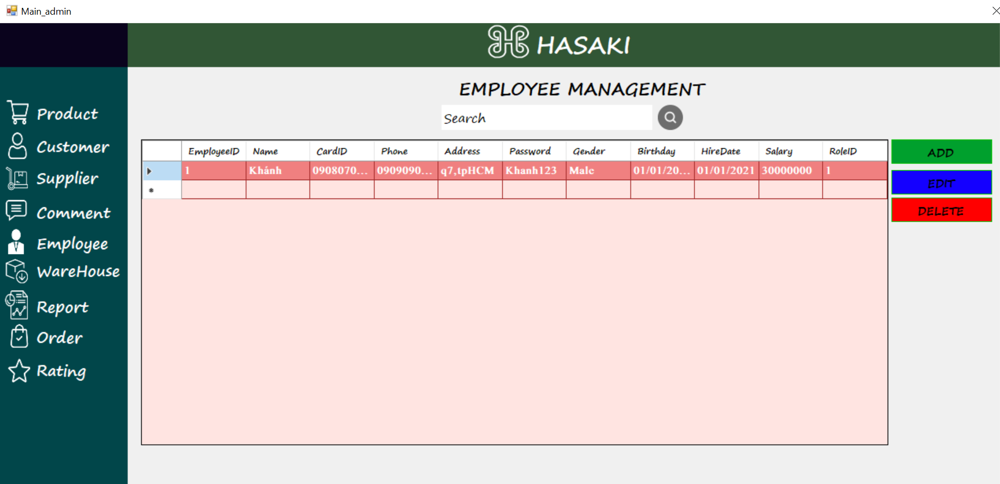 Main_admin
HASAKI
EMPLOYEE MANAGEMENT
Search
Product
Customer
Supplier
Comment
Employee
WareHouse
Report
Order
Rating
EmployeeID Name CardID Phone Address Password Gender Birthday HireDate Salary RoleID
1 Khánh 0908070... 0909090... q7,tpHCM Khanh123 Male 01/01/20... 01/01/2021 30000000 1
ADD
EDIT
DELETE